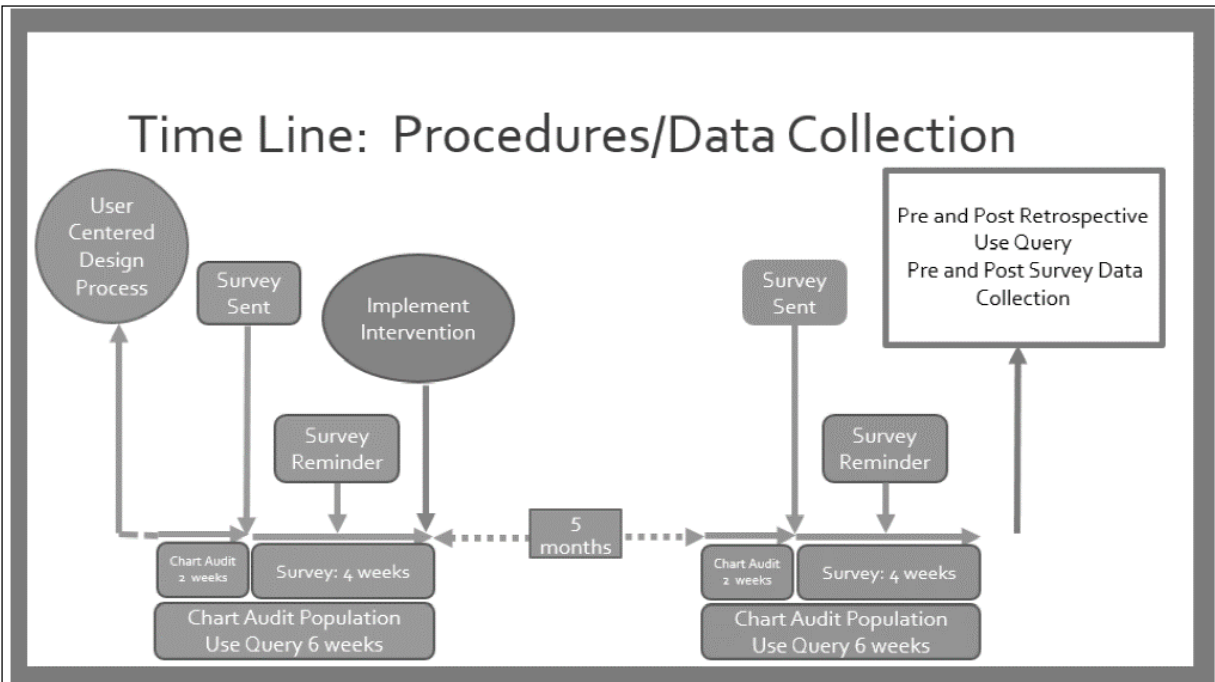 Time Line: Procedures/Data Collection
User
Centered
Design
Process
Survey
Sent
Implement
Intervention
Survey
Reminder
Survey
Sent
Survey
Reminder
Pre and Post Retrospective
Use Query
Pre and Post Survey Data
Collection
5
months
Chart Audit
2 weeks
Survey: 4 weeks
Chart Audit Population
Use Query 6 weeks
Chart Audit
2 weeks
Survey: 4 weeks
Chart Audit Population
Use Query 6 weeks